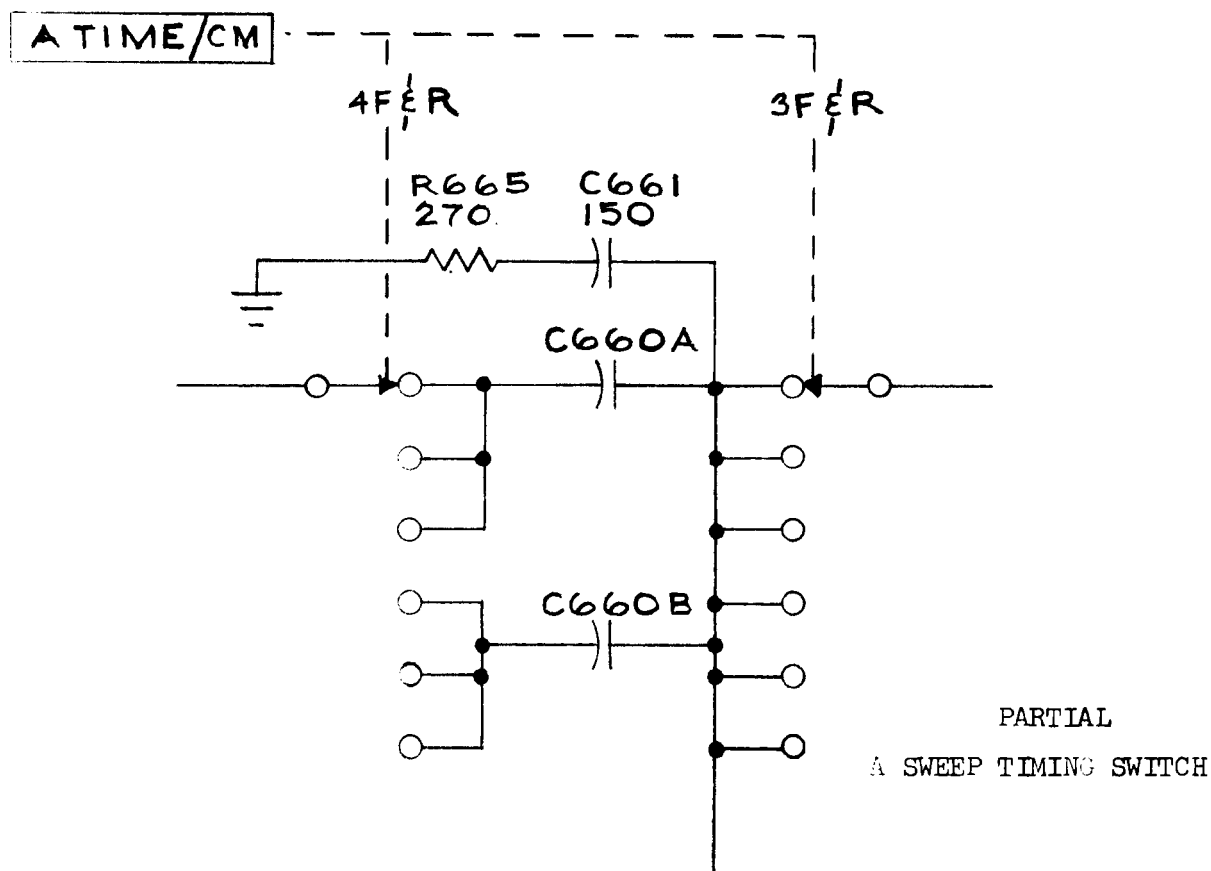 A TIME/CM
4F & R
3F & R
R665
270
C661
150
C660A
C660B
PARTIAL
A SWEEP TIMING SWITCH